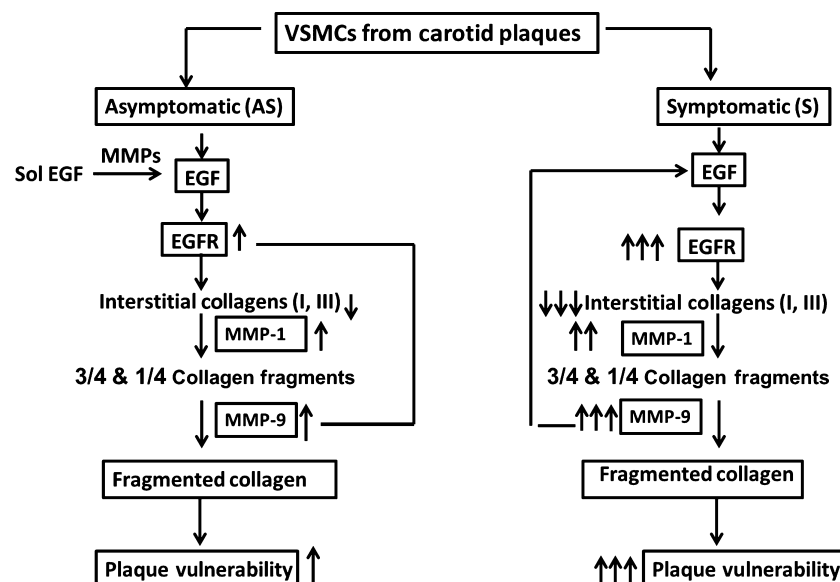 VSMCs from carotid plaques
Asymptomatic (AS)
MMPs
Sol EGF
EGF
EGFR
Interstitial collagens (I, III)
MMP-1
3/4 & 1/4 Collagen fragments
MMP-9
Fragmented collagen
Plaque vulnerability
Symptomatic (S)
EGF
EGFR
Interstitial collagens (I, III)
MMP-1
3/4 & 1/4 Collagen fragments
MMP-9
Fragmented collagen
Plaque vulnerability